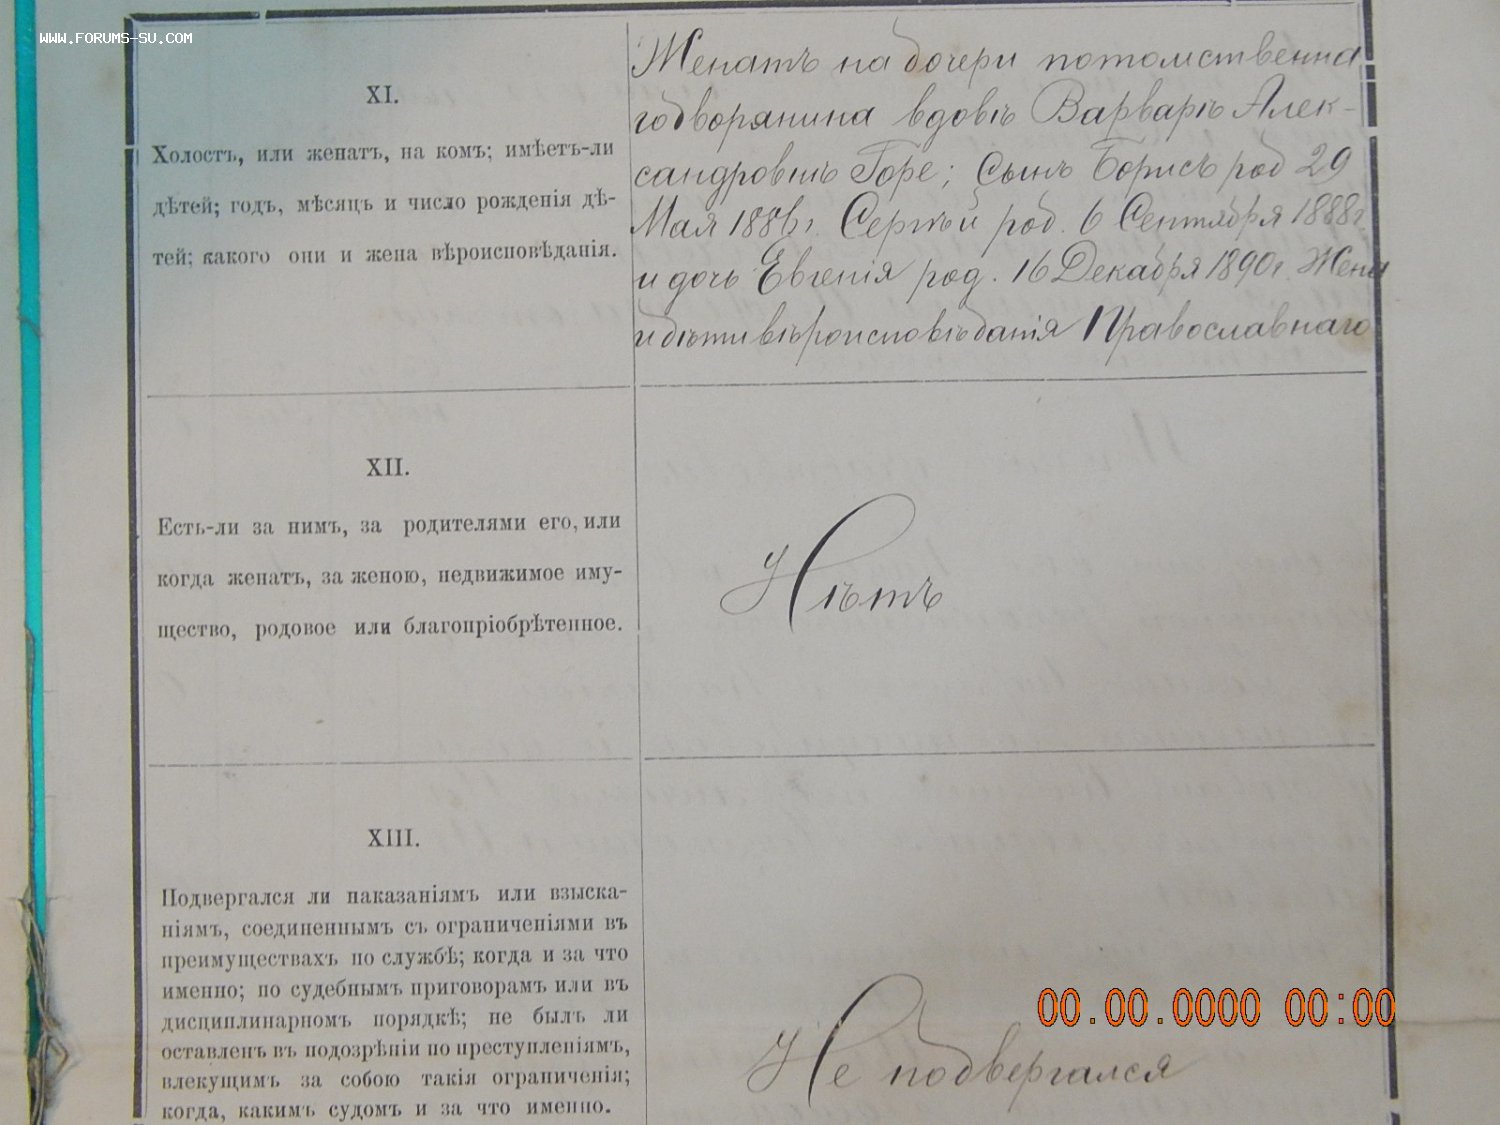 WWW.FORUMS-SU.COM
XI.
Холостъ, или женатъ, на комъ; имѣетъ-ли
дѣтей; годъ, мѣсяцъ и число рожденія дѣ-
тей; какого они и жена вѣроисповѣданія.
Женатъ на дочери потомственна
го дворянина вдовѣ Варварѣ Алек-
сандровнѣ Горе; Сынъ Борисъ род 29
Мая 1886 г. Сергѣй род. 6 Сентября 1888 г
и дочь Евгенія род. 16 Декабря 1890 г. Жена
и дѣти вѣроисповѣданія Православнаго
XII.
Есть-ли за нимъ, за родителями его, или
когда женатъ, за женою, недвижимое иму-
щество, родовое или благопріобрѣтенное.
Нѣтъ
XIII.
Подвергался ли наказаніямъ или взыска-
ніямъ, соединеннымъ съ ограниченіями въ
преимуществахъ по службѣ; когда и за что
именно; по судебнымъ приговорамъ или въ
дисциплинарномъ порядкѣ; не былъ ли
оставленъ въ подозрѣніи по преступленіямъ,
влекущимъ за собою такія ограниченія;
когда, какимъ судомъ и за что именно.
Не подвергался
00.00.0000 00:00